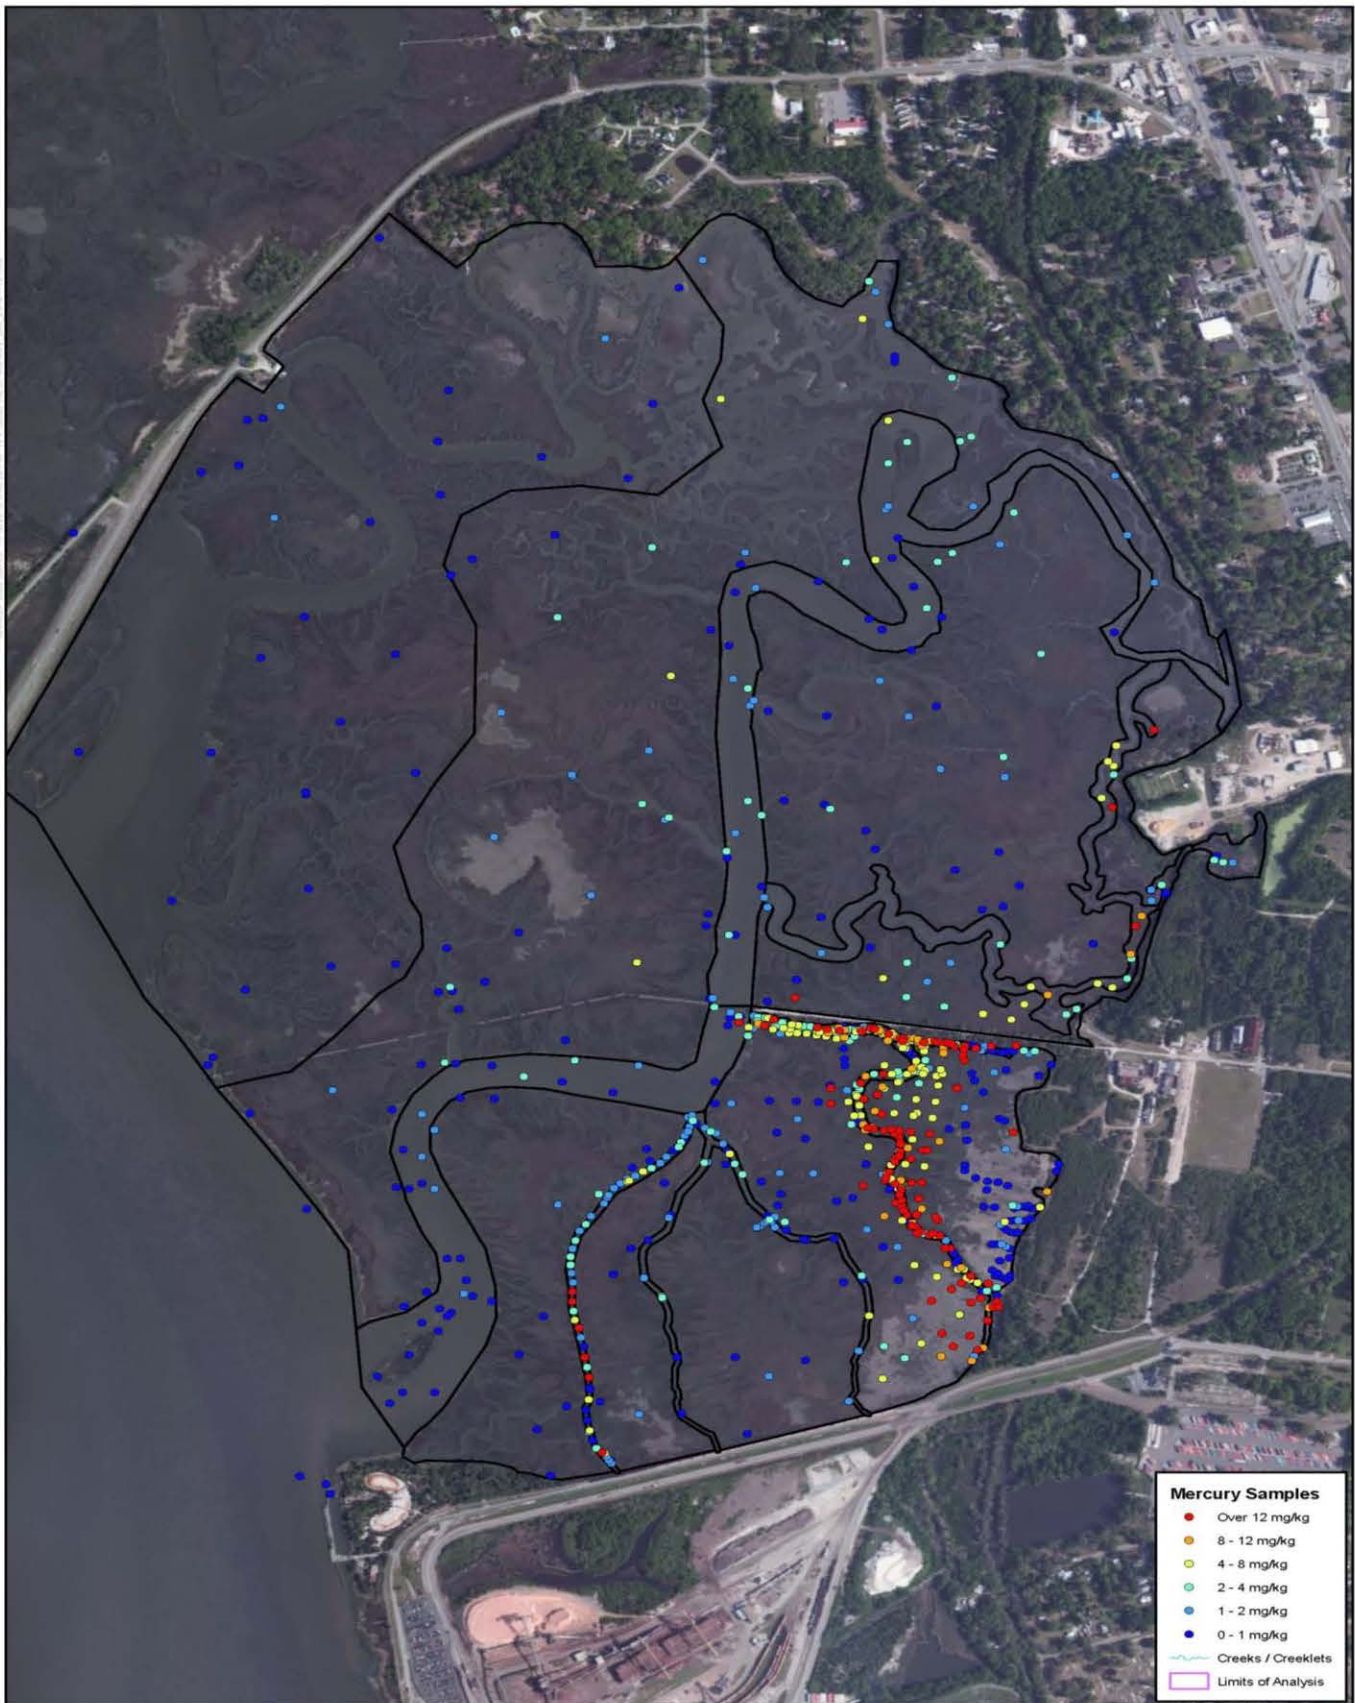 Mercury Samples
Over 12 mg/kg
8 - 12 mg/kg
4 - 8 mg/kg
2 - 4 mg/kg
1 - 2 mg/kg
0 - 1 mg/kg
Creeks / Creeklets
Limits of Analysis